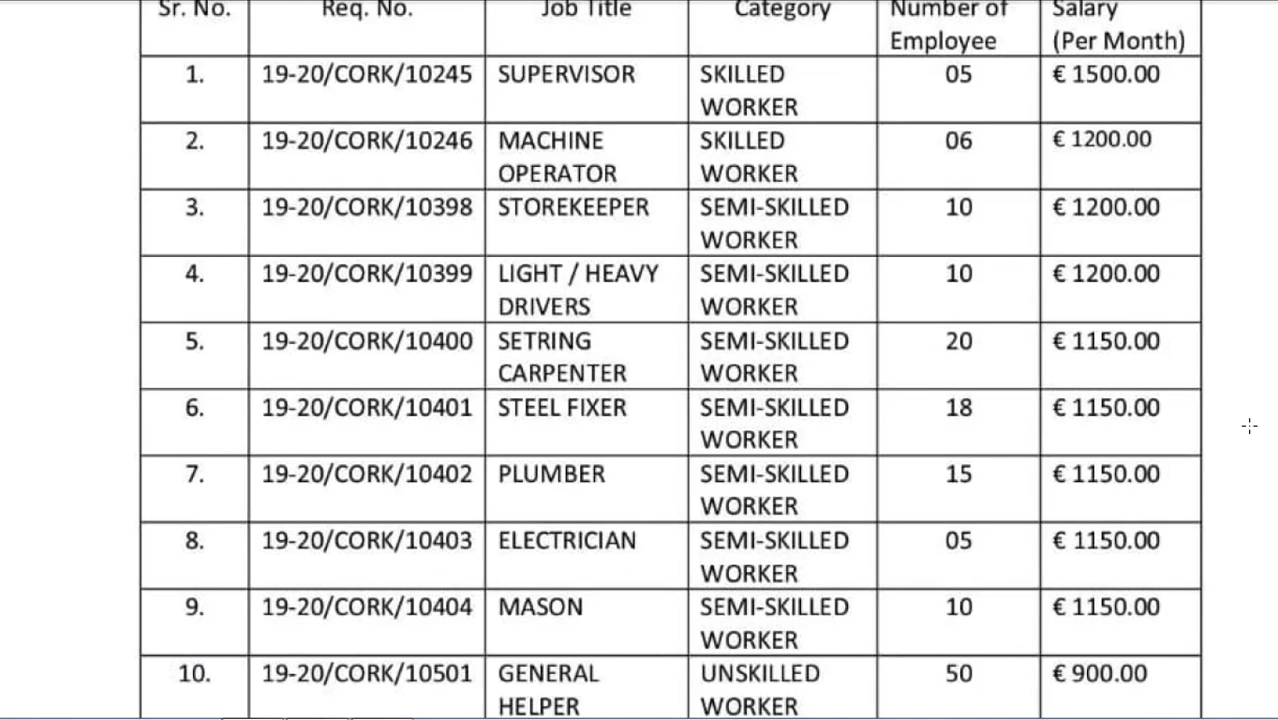 Sr. No. Req. No. Job Title Category Number of Salary
Employee (Per Month)
1. 19-20/CORK/10245 SUPERVISOR SKILLED 05 € 1500.00
WORKER
2. 19-20/CORK/10246 MACHINE SKILLED 06 € 1200.00
OPERATOR WORKER
3. 19-20/CORK/10398 STOREKEEPER SEMI-SKILLED 10 € 1200.00
WORKER
4. 19-20/CORK/10399 LIGHT / HEAVY SEMI-SKILLED 10 € 1200.00
DRIVERS WORKER
5. 19-20/CORK/10400 SETRING SEMI-SKILLED 20 € 1150.00
CARPENTER WORKER
6. 19-20/CORK/10401 STEEL FIXER SEMI-SKILLED 18 € 1150.00
WORKER
7. 19-20/CORK/10402 PLUMBER SEMI-SKILLED 15 € 1150.00
WORKER
8. 19-20/CORK/10403 ELECTRICIAN SEMI-SKILLED 05 € 1150.00
WORKER
9. 19-20/CORK/10404 MASON SEMI-SKILLED 10 € 1150.00
WORKER
10. 19-20/CORK/10501 GENERAL UNSKILLED 50 € 900.00
HELPER WORKER